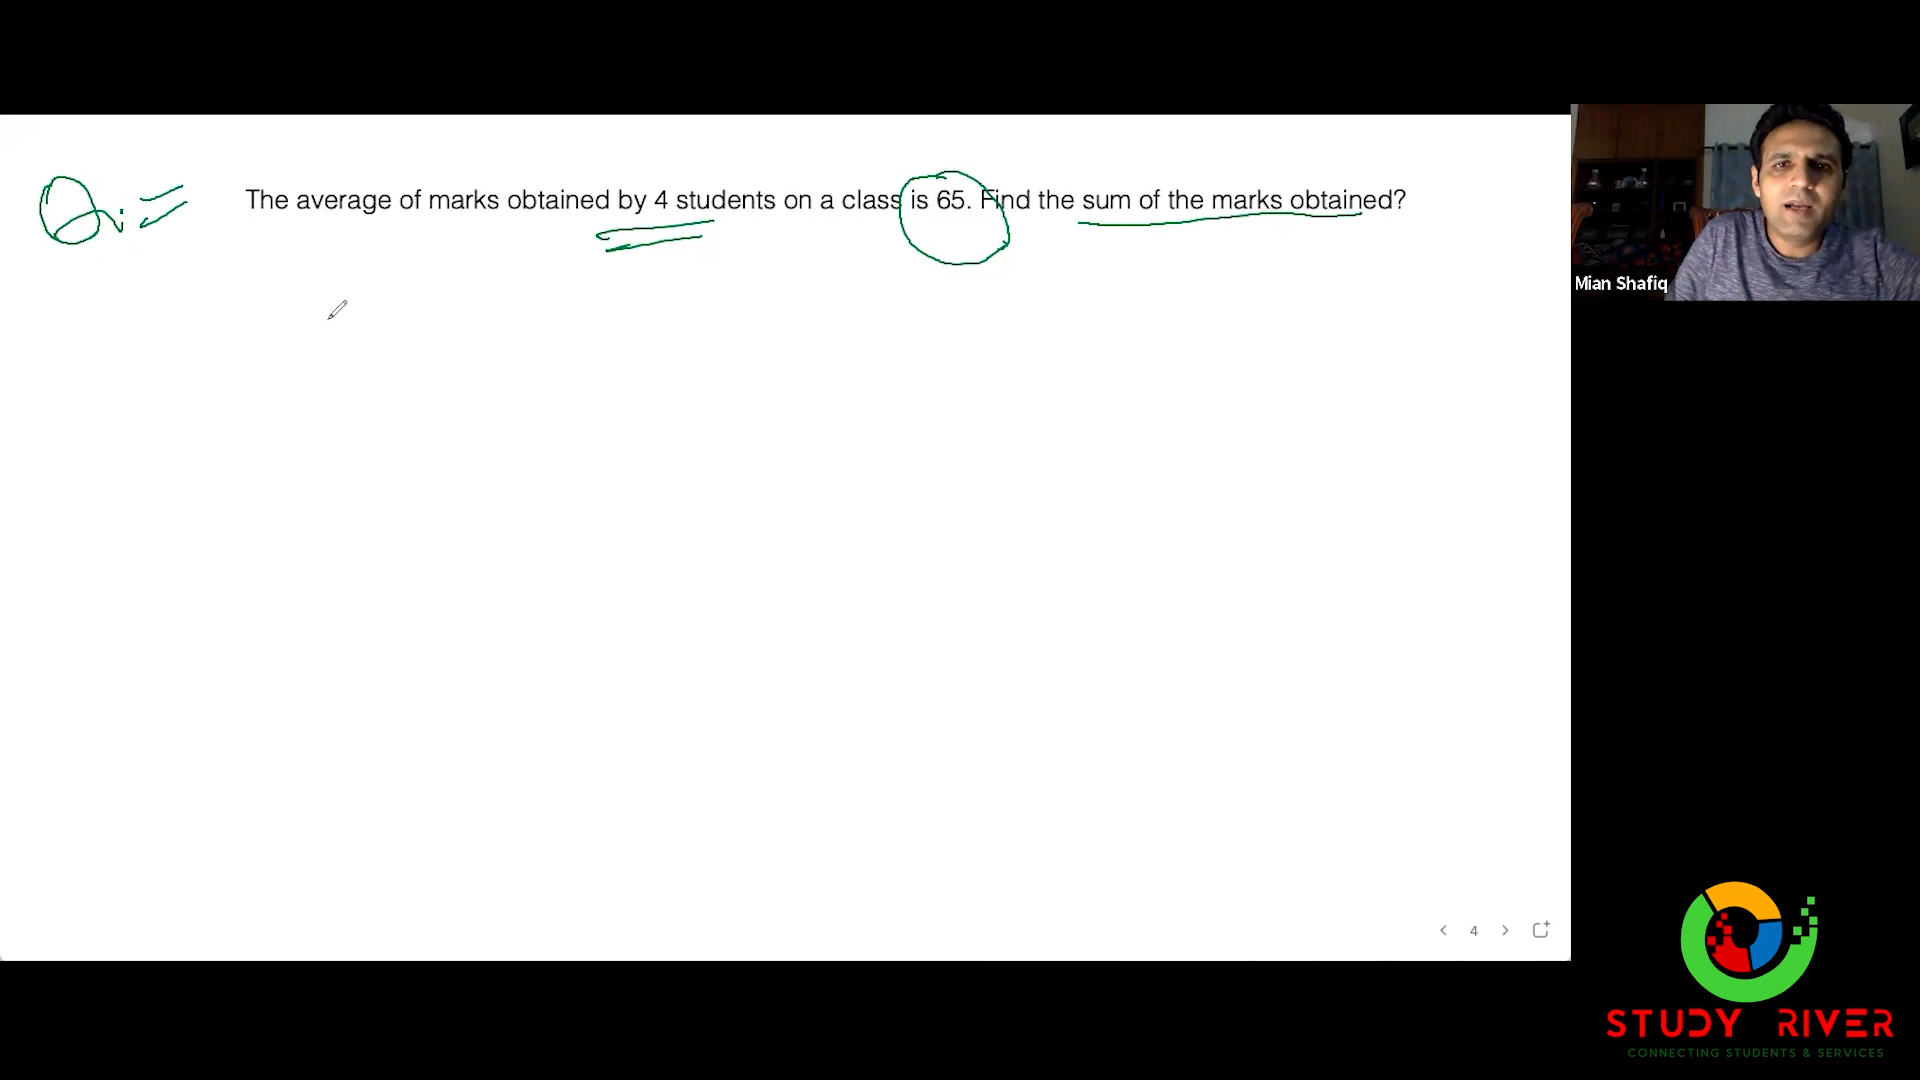 Q:
The average of marks obtained by 4 students on a class is 65. Find the sum of the marks obtained?
Mian Shafiq
4
STUDY RIVER
CONNECTING STUDENTS & SERVICES